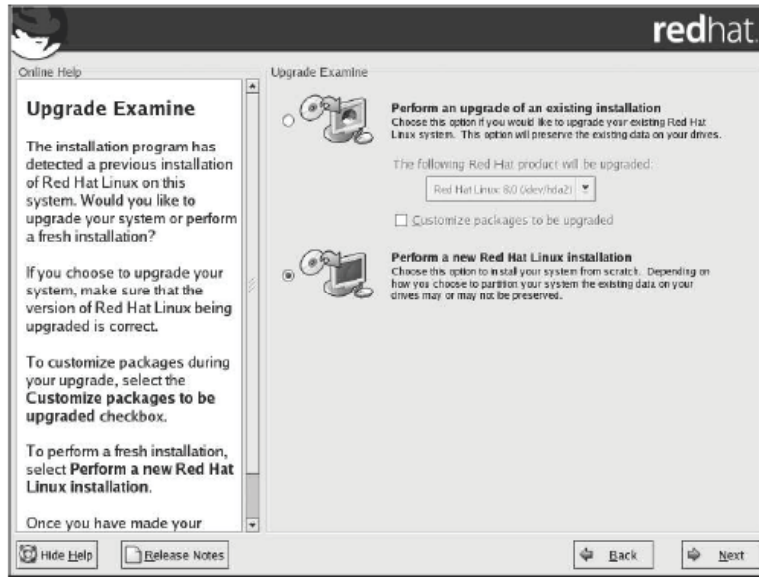 redhat.
Online Help
Upgrade Examine
The installation program has
detected a previous installation
of Red Hat Linux on this
system. Would you like to
upgrade your system or perform
a fresh installation?
If you choose to upgrade your
system, make sure that the
version of Red Hat Linux being
upgraded is correct.
To customize packages during
your upgrade, select the
Customize packages to be
upgraded checkbox.
To perform a fresh installation,
select Perform a new Red Hat
Linux installation.
Once you have made your
Upgrade Examine
Perform an upgrade of an existing installation
Choose this option if you would like to upgrade your existing Red Hat
Linux system. This option will preserve the existing data on your drives.
The following Red Hat product will be upgraded:
Red Hat Linux 8.0 (/dev/hda2)
Customize packages to be upgraded
Perform a new Red Hat Linux installation
Choose this option to install your system from scratch. Depending on
how you choose to partition your system the existing data on your
drives may or may not be preserved.
Hide Help
Release Notes
Back
Next